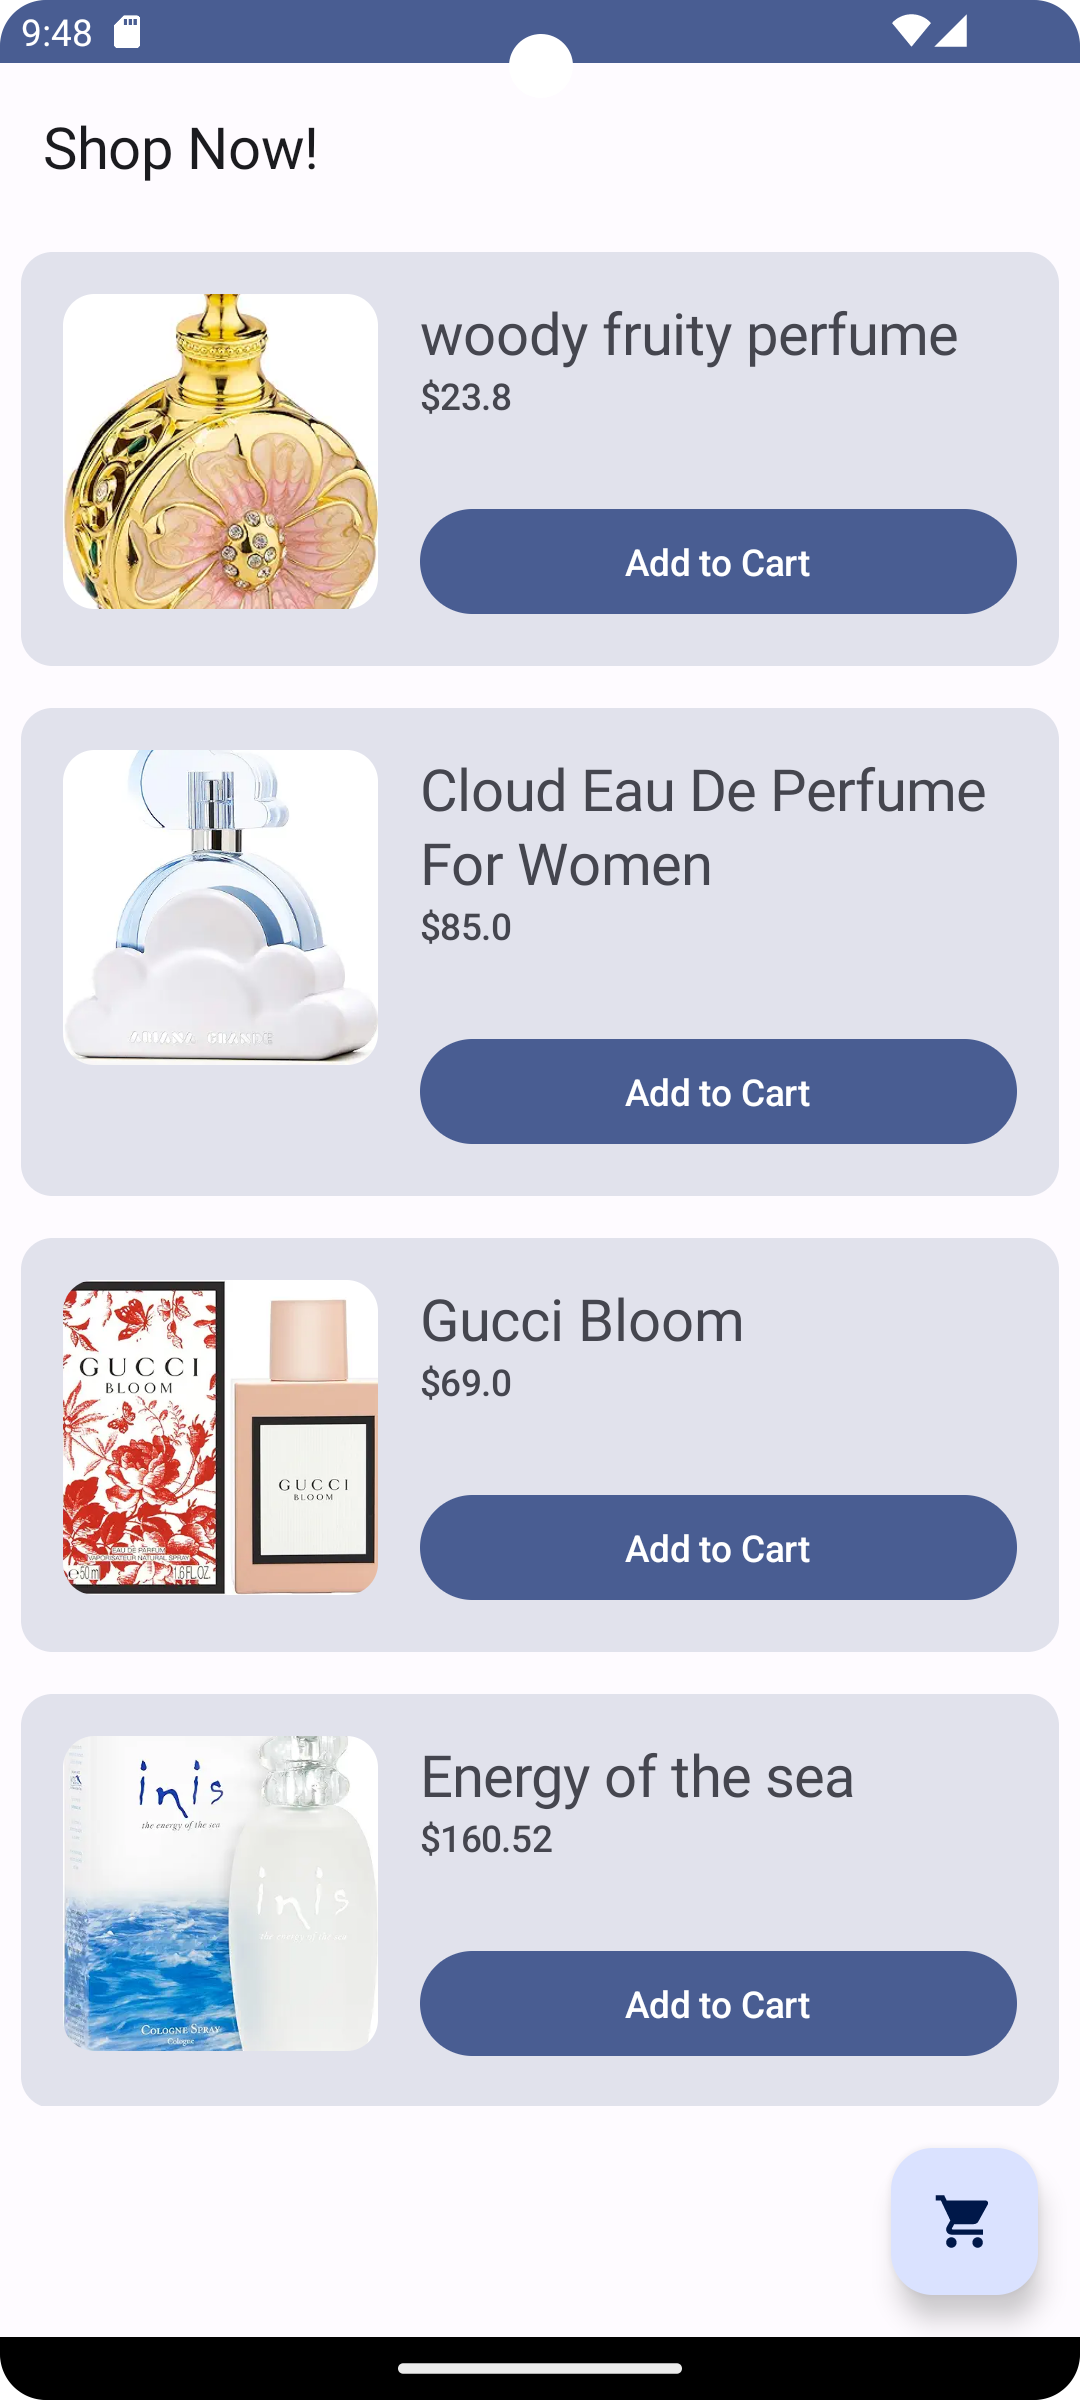 9:48
Shop Now!
woody fruity perfume
$23.8
Add to Cart
ARIANA GRANDE
Cloud Eau De Perfume
For Women
$85.0
Add to Cart
GUCCI
BLOOM
EAU DE PARFUM
VAPORISATEUR NATURAL SPRAY
℮50 ml 1.6 FL.OZ.
GUCCI
BLOOM
Gucci Bloom
$69.0
Add to Cart
inis
the energy of the sea
inis
the energy of the sea
COLOGNE SPRAY
Cologne
Energy of the sea
$160.52
Add to Cart